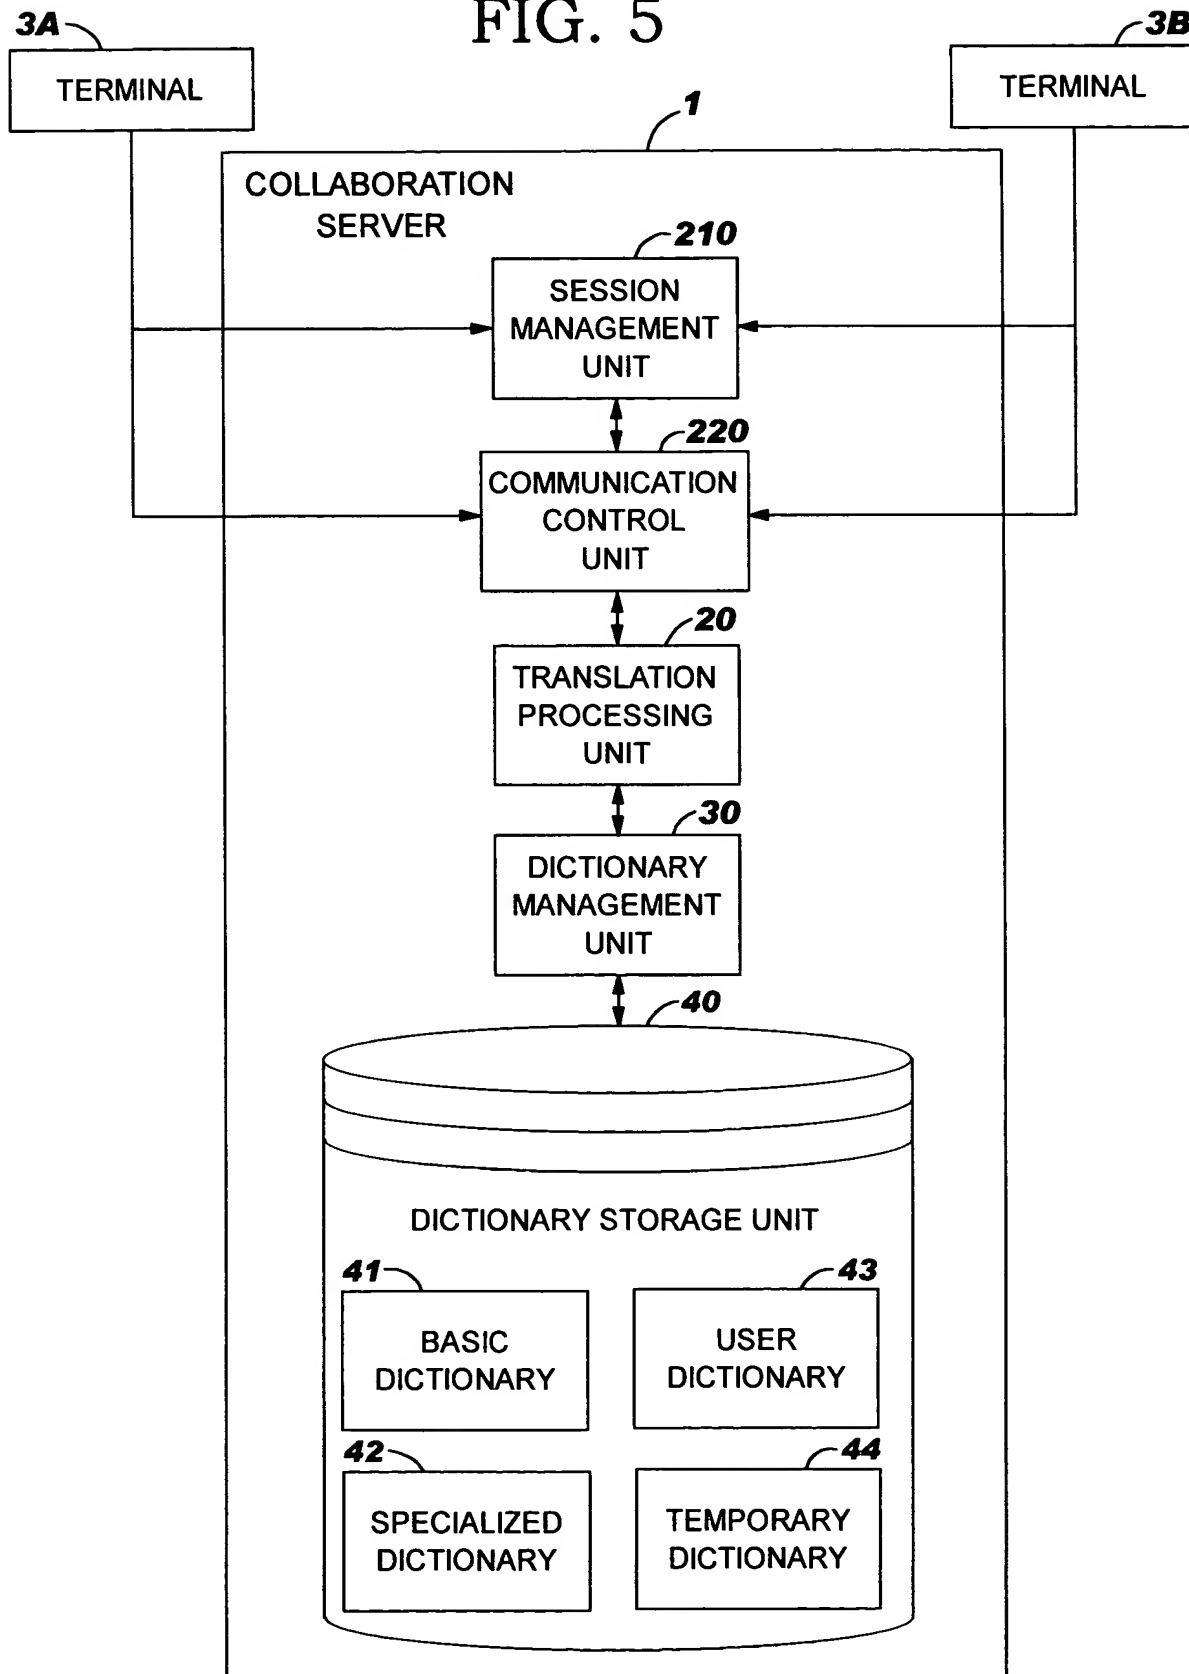 FIG. 5
3A
3B
TERMINAL
TERMINAL
1
COLLABORATION
SERVER
210
SESSION
MANAGEMENT
UNIT
220
COMMUNICATION
CONTROL
UNIT
20
TRANSLATION
PROCESSING
UNIT
30
DICTIONARY
MANAGEMENT
UNIT
40
DICTIONARY STORAGE UNIT
41
BASIC
DICTIONARY
43
USER
DICTIONARY
42
SPECIALIZED
DICTIONARY
44
TEMPORARY
DICTIONARY